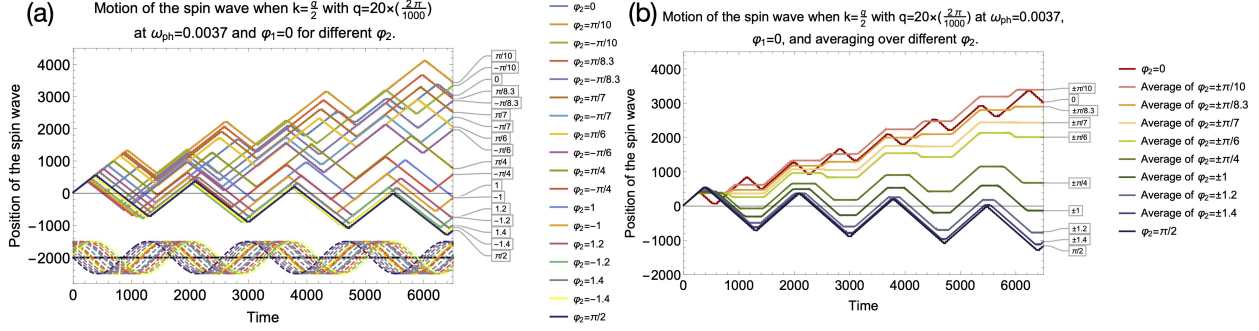 (a)
Motion of the spin wave when k=q/2 with q=20×(2π/1000)
at ωph=0.0037 and φ1=0 for different φ2.
Position of the spin wave
4000
3000
2000
1000
0
−1000
−2000
0 1000 2000 3000 4000 5000 6000
Time
π/10
−π/10
0
π/8.3
−π/8.3
π/7
−π/7
π/6
−π/6
π/4
−π/4
1
−1
1.2
−1.2
1.4
−1.4
π/2
φ2=0
φ2=π/10
φ2=−π/10
φ2=π/8.3
φ2=−π/8.3
φ2=π/7
φ2=−π/7
φ2=π/6
φ2=−π/6
φ2=π/4
φ2=−π/4
φ2=1
φ2=−1
φ2=1.2
φ2=−1.2
φ2=1.4
φ2=−1.4
φ2=π/2
(b)
Motion of the spin wave when k=q/2 with q=20×(2π/1000) at ωph=0.0037,
φ1=0, and averaging over different φ2.
Position of the spin wave
4000
3000
2000
1000
0
−1000
−2000
0 1000 2000 3000 4000 5000 6000
Time
±π/10
0
±π/8.3
±π/7
±π/6
±π/4
±1
±1.2
±1.4
π/2
φ2=0
Average of φ2=±π/10
Average of φ2=±π/8.3
Average of φ2=±π/7
Average of φ2=±π/6
Average of φ2=±π/4
Average of φ2=±1
Average of φ2=±1.2
Average of φ2=±1.4
φ2=π/2